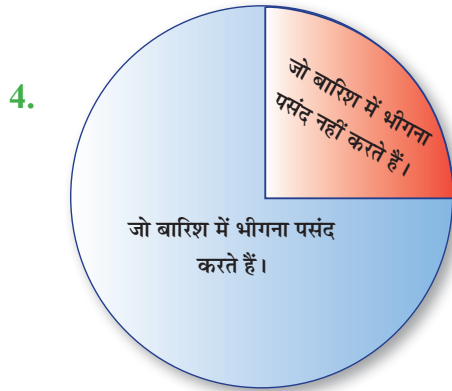 4.
जो बारिश में भीगना
पसंद नहीं करते हैं।
जो बारिश में भीगना पसंद
करते हैं।